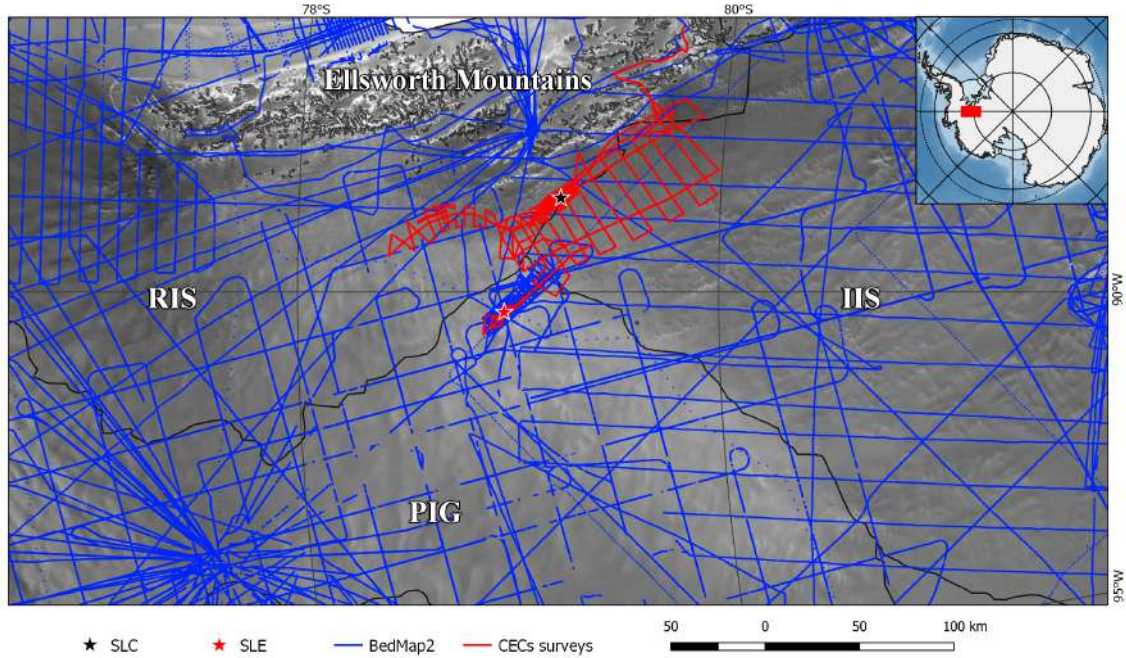 78°S 80°S
Ellsworth Mountains
RIS IIS
90°W
PIG
95°W
SLC SLE BedMap2 CECs surveys 50 0 50 100 km